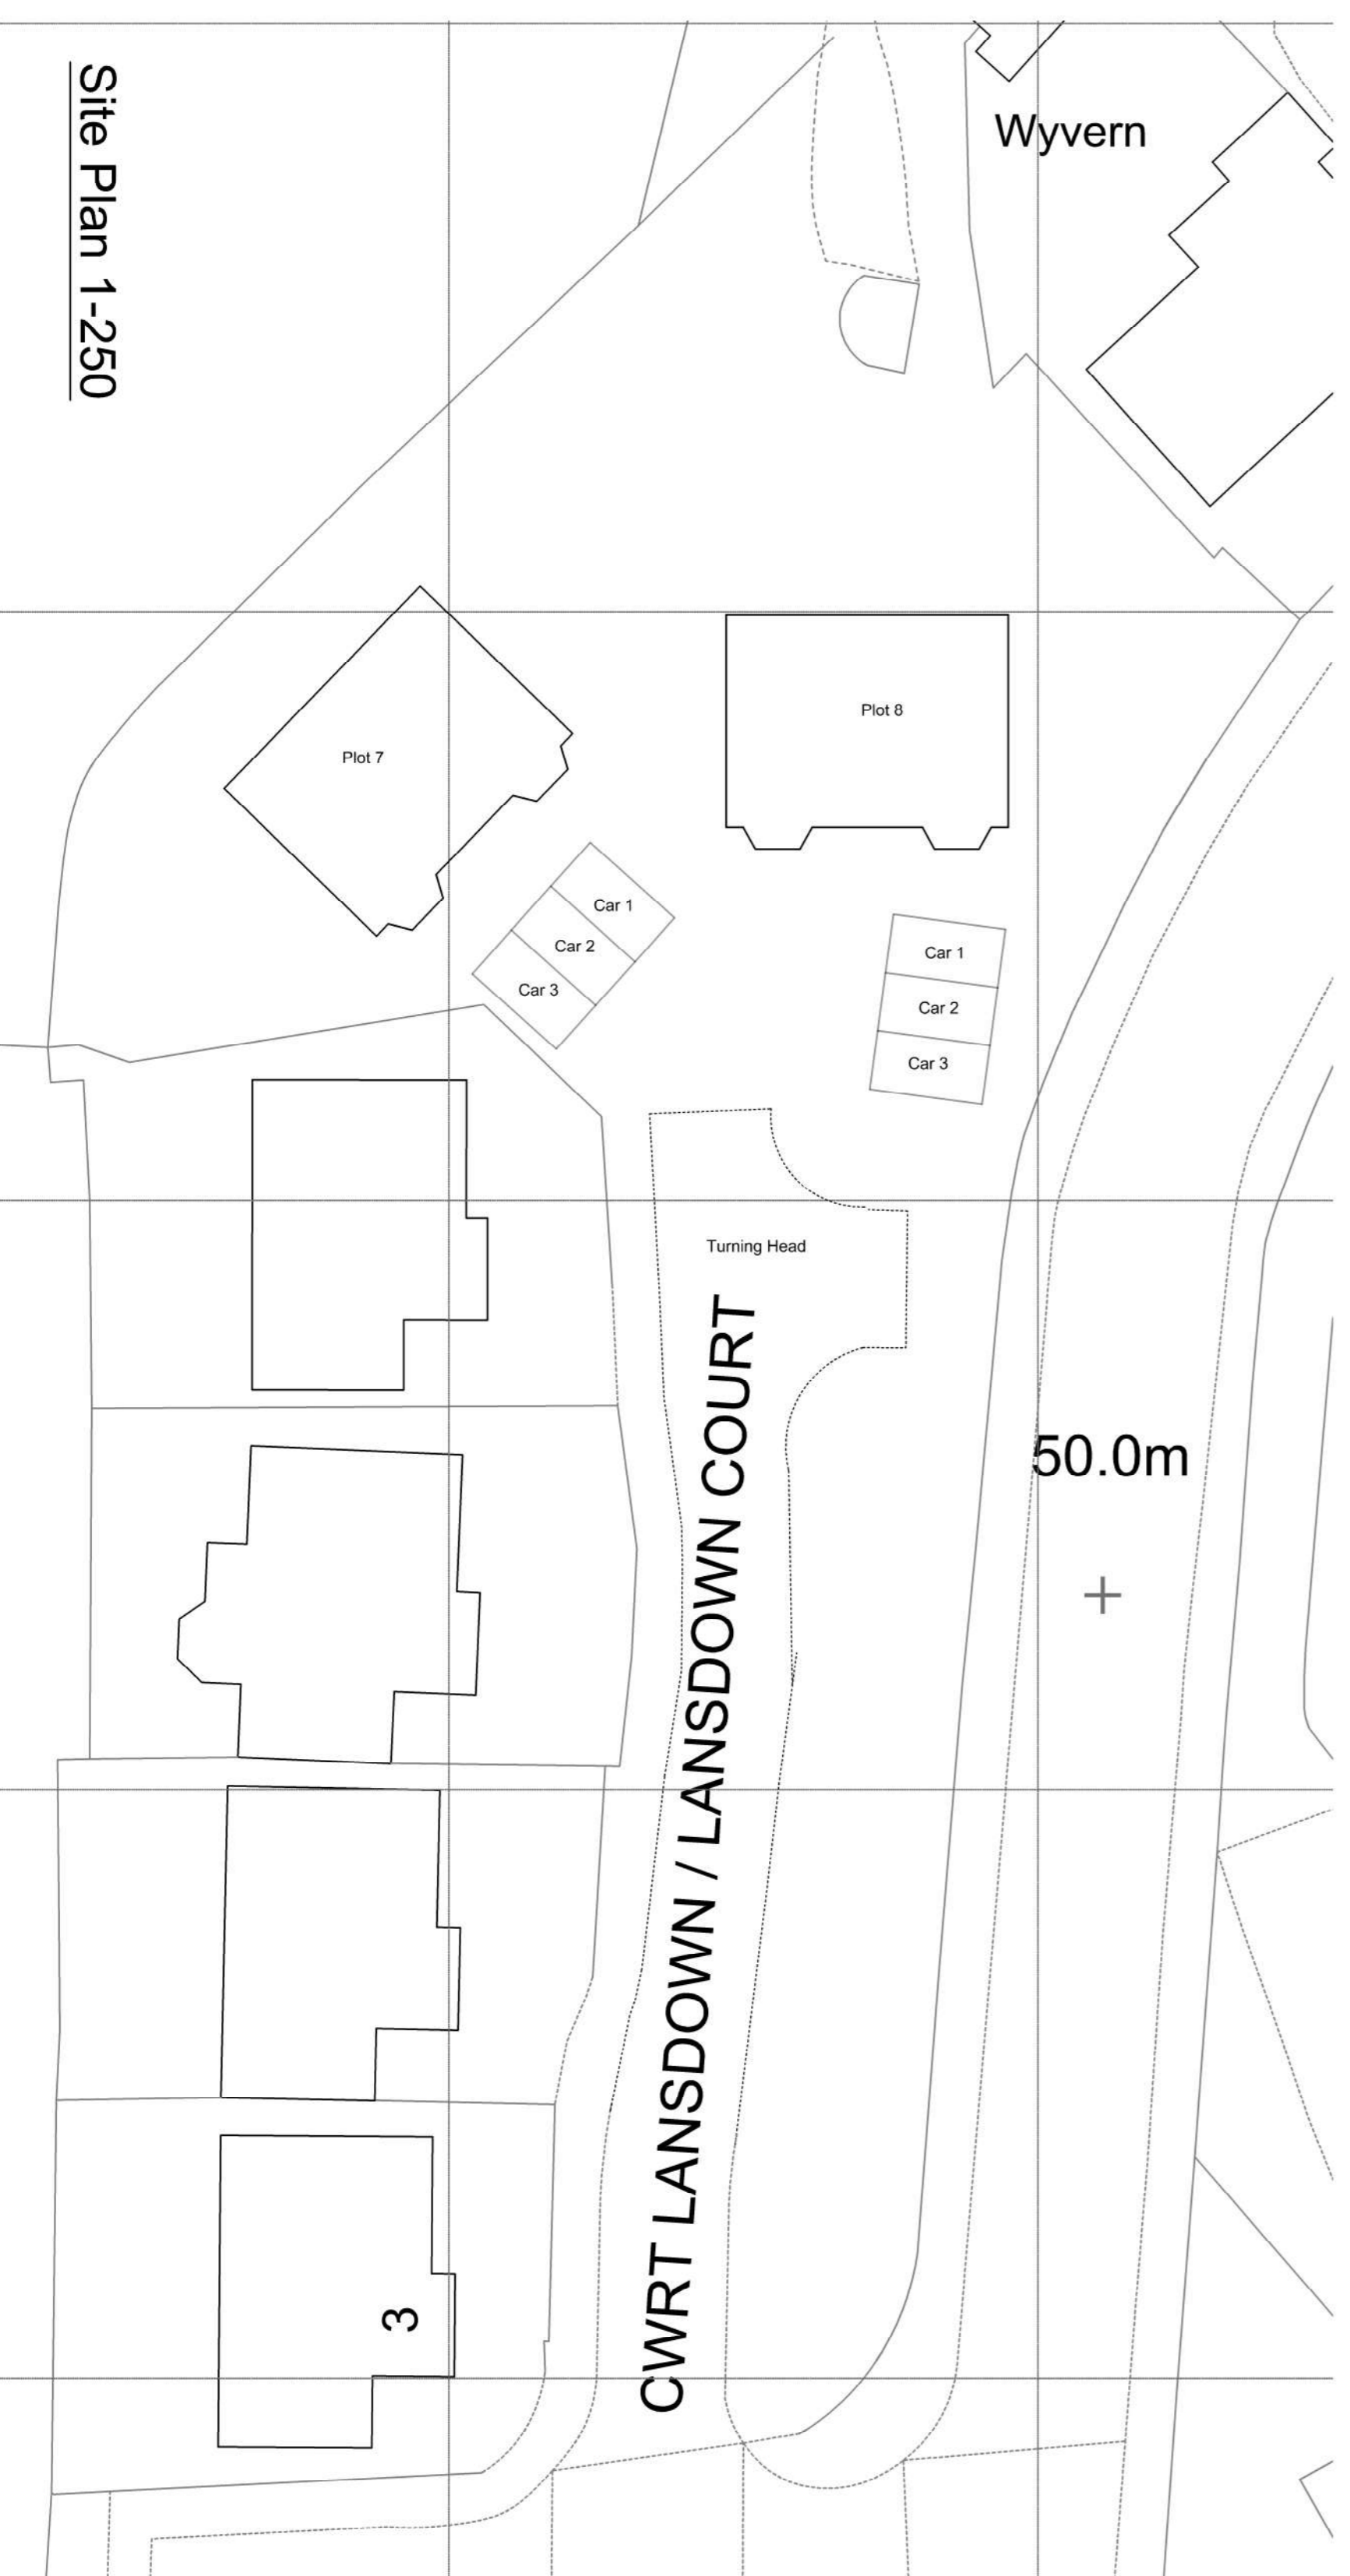 Site Plan 1-250
Wyvern
Plot 7
Plot 8
Car 1
Car 2
Car 3
Car 1
Car 2
Car 3
Turning Head
CWRT LANSDOWN / LANSDOWN COURT
50.0m
3